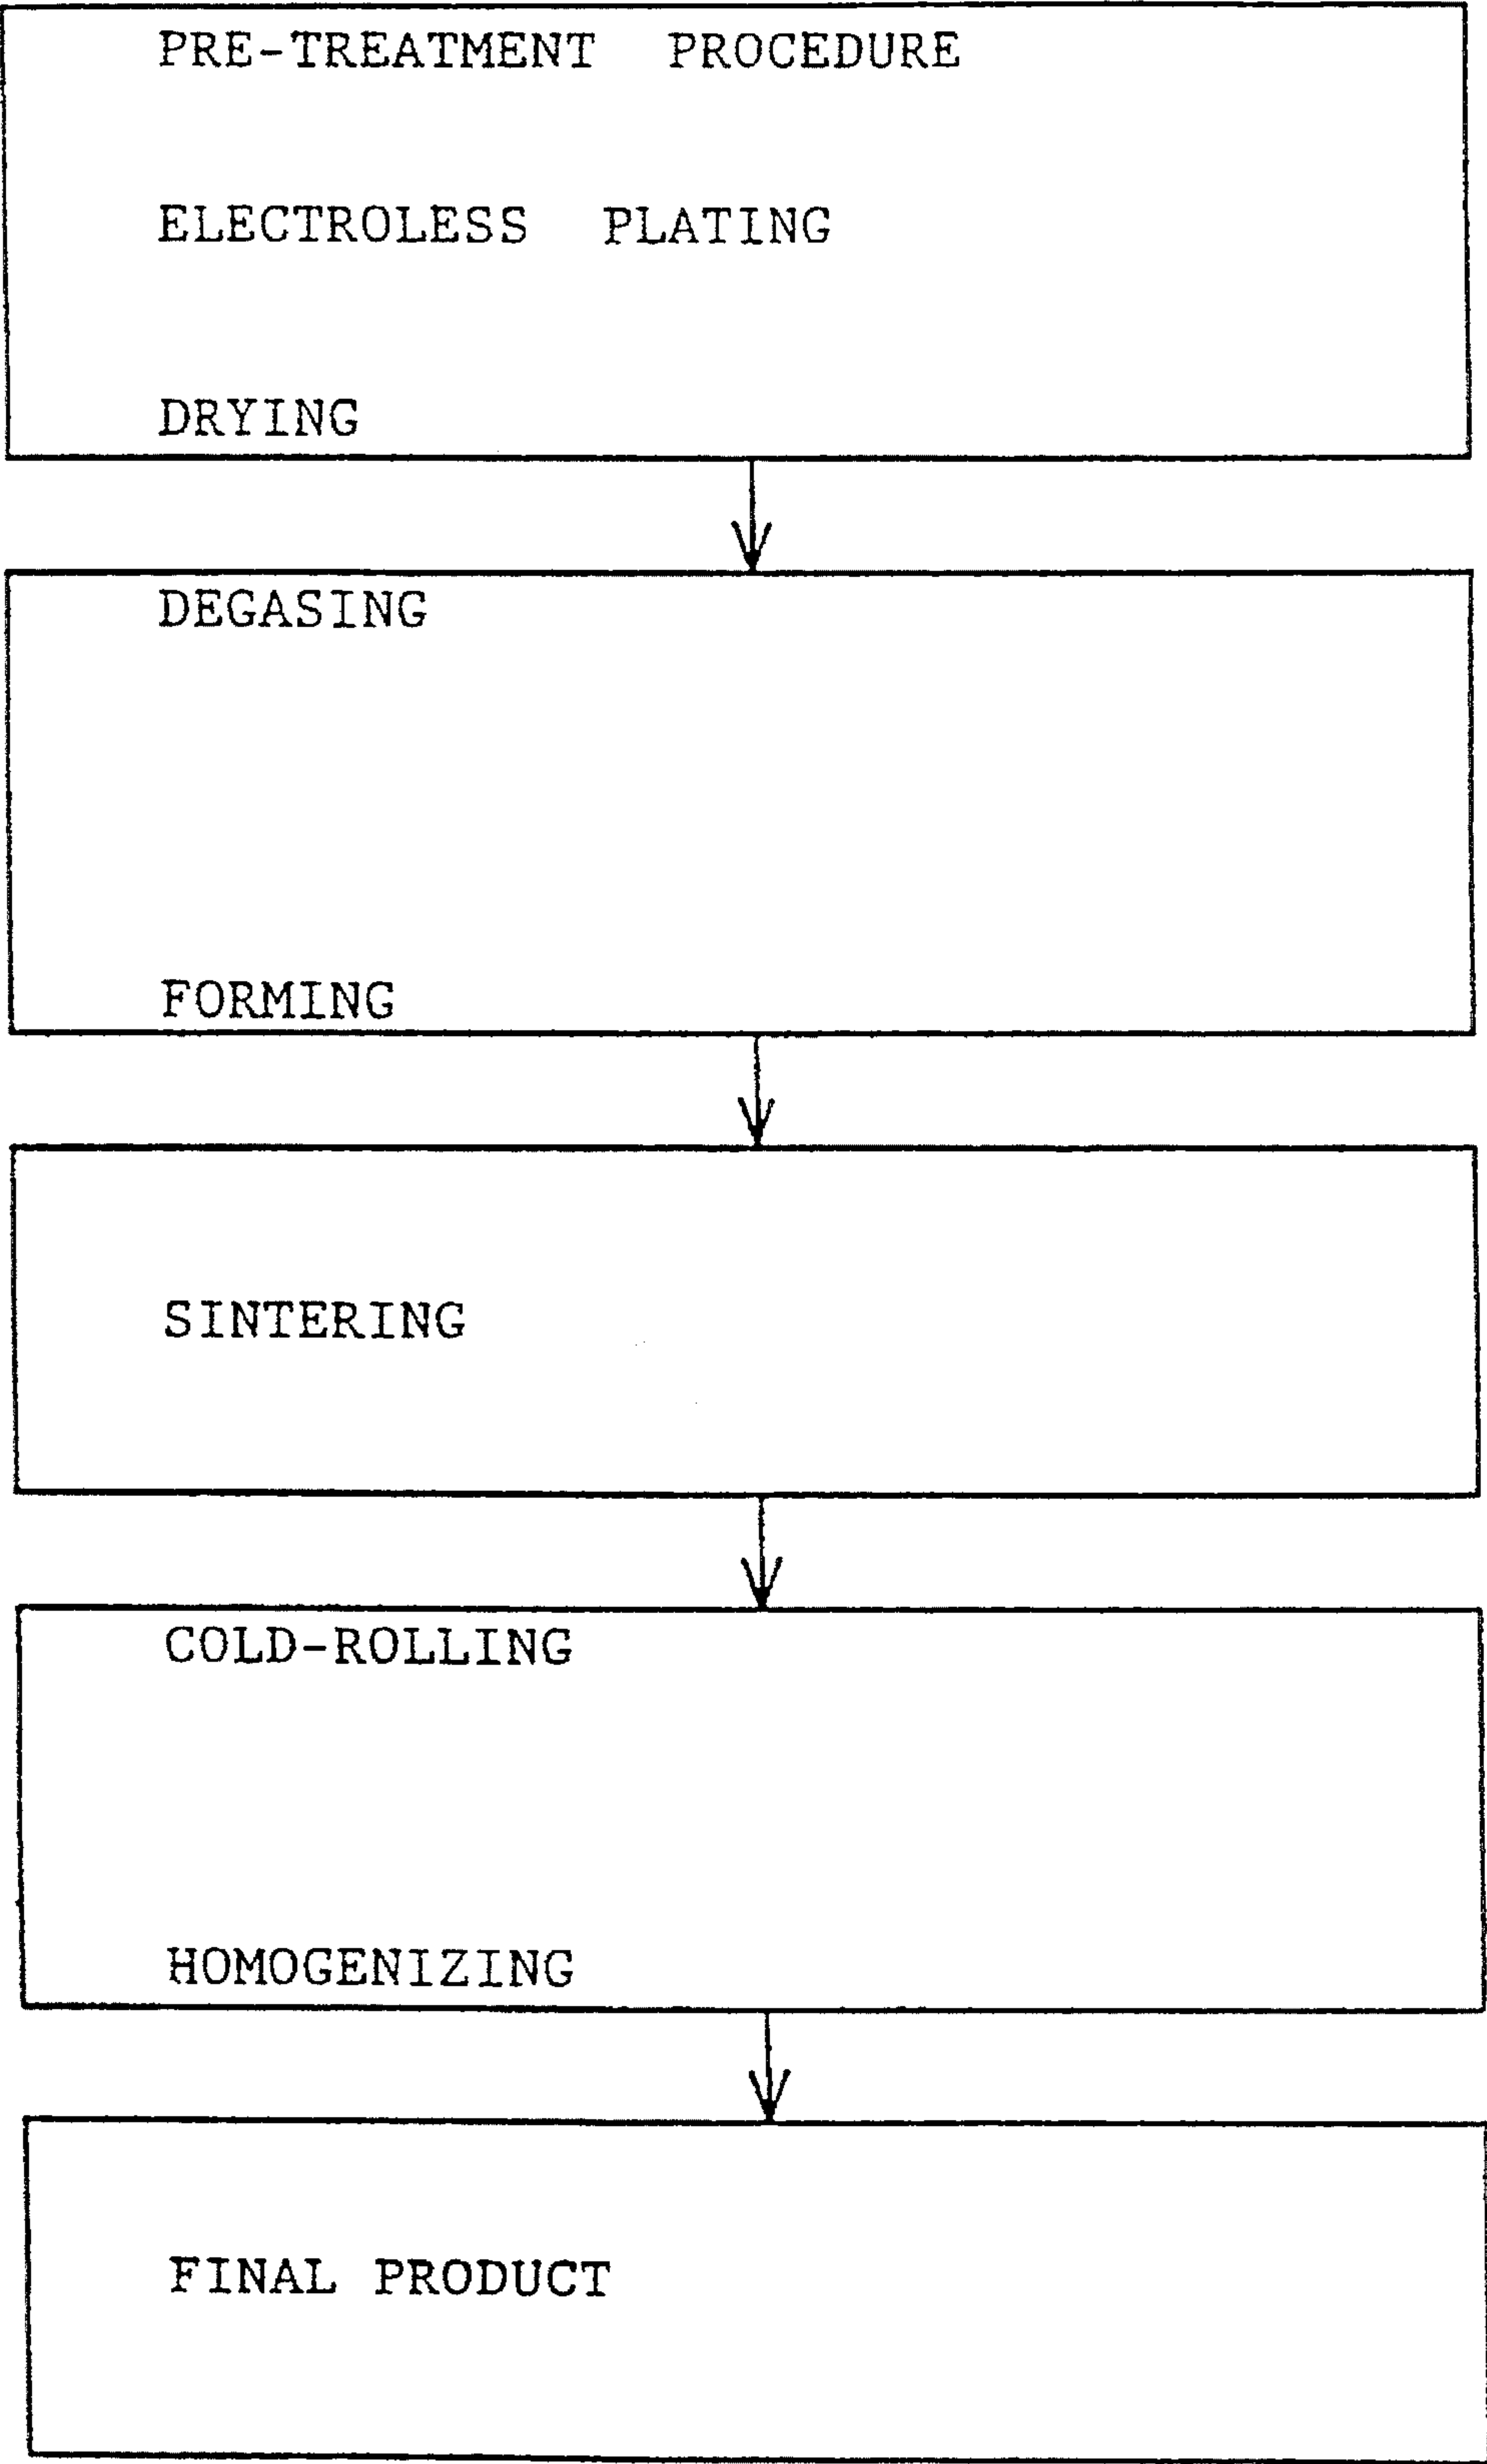 PRE-TREATMENT PROCEDURE
ELECTROLESS PLATING
DRYING
DEGASING
FORMING
SINTERING
COLD-ROLLING
HOMOGENIZING
FINAL PRODUCT